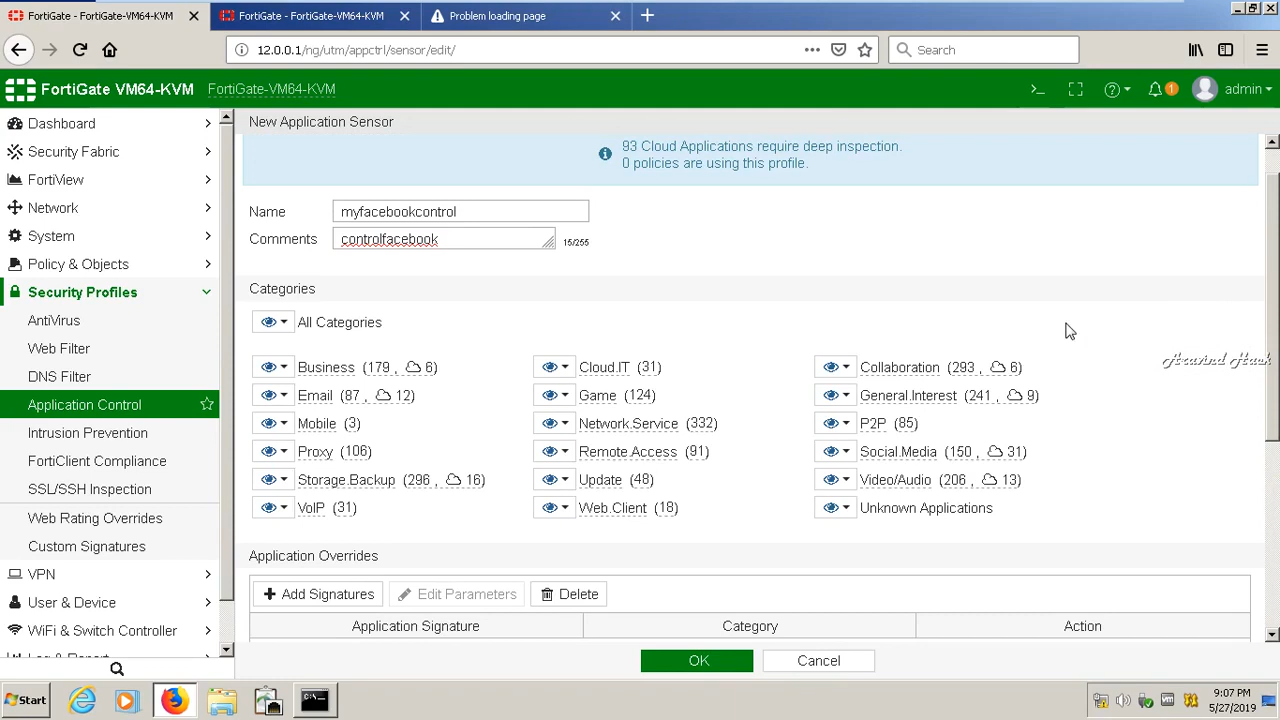 FortiGate - FortiGate-VM64-KVM
FortiGate - FortiGate-VM64-KVM
Problem loading page
12.0.0.1/ng/utm/appctrl/sensor/edit/
Search
FortiGate VM64-KVM
FortiGate-VM64-KVM
1
admin
Dashboard
Security Fabric
FortiView
Network
System
Policy & Objects
Security Profiles
AntiVirus
Web Filter
DNS Filter
Application Control
Intrusion Prevention
FortiClient Compliance
SSL/SSH Inspection
Web Rating Overrides
Custom Signatures
VPN
User & Device
WiFi & Switch Controller
Log & Report
New Application Sensor
93 Cloud Applications require deep inspection.
0 policies are using this profile.
Name myfacebookcontrol
Comments controlfacebook 15/255
Categories
All Categories
Aravind Hack
Business (179 , 6) Cloud.IT (31) Collaboration (293 , 6)
Email (87 , 12) Game (124) General.Interest (241 , 9)
Mobile (3) Network.Service (332) P2P (85)
Proxy (106) Remote.Access (91) Social.Media (150 , 31)
Storage.Backup (296 , 16) Update (48) Video/Audio (206 , 13)
VoIP (31) Web.Client (18) Unknown Applications
Application Overrides
Add Signatures Edit Parameters Delete
Application Signature Category Action
OK Cancel
Start
9:07 PM
5/27/2019